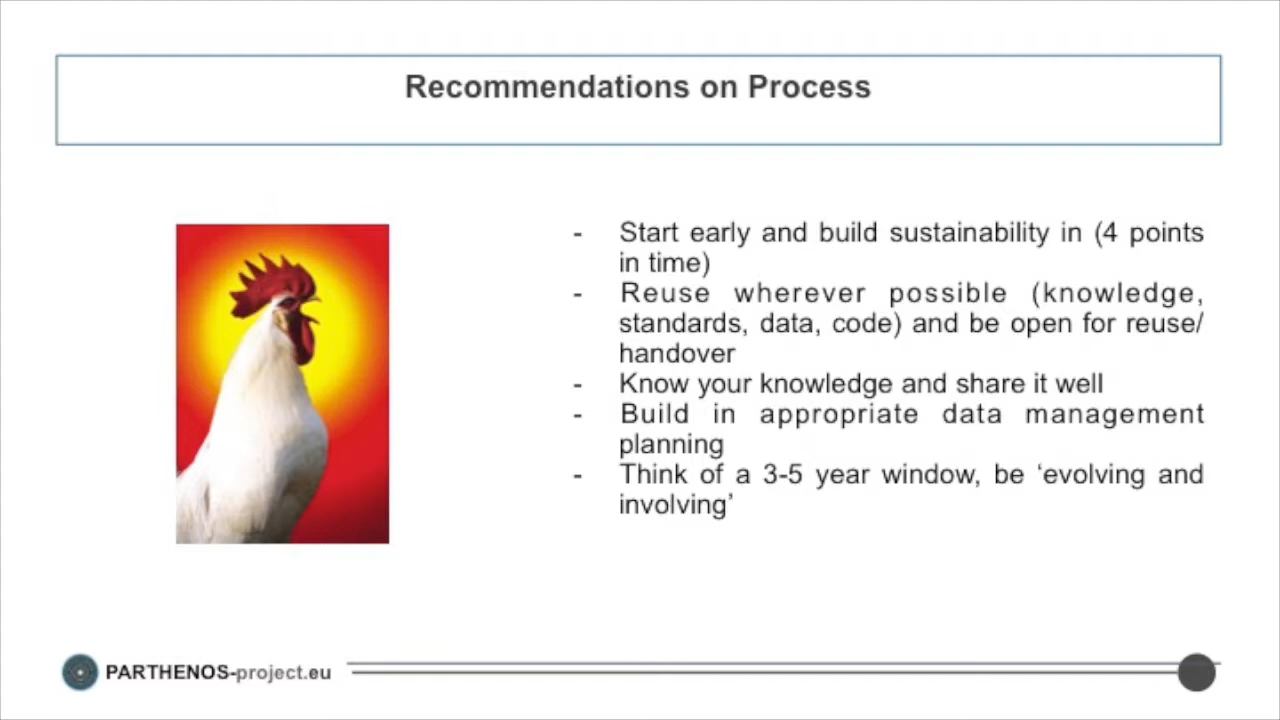 Recommendations on Process
- Start early and build sustainability in (4 points
in time)
- Reuse wherever possible (knowledge,
standards, data, code) and be open for reuse/
handover
- Know your knowledge and share it well
- Build in appropriate data management
planning
- Think of a 3-5 year window, be ‘evolving and
involving’
PARTHENOS-project.eu